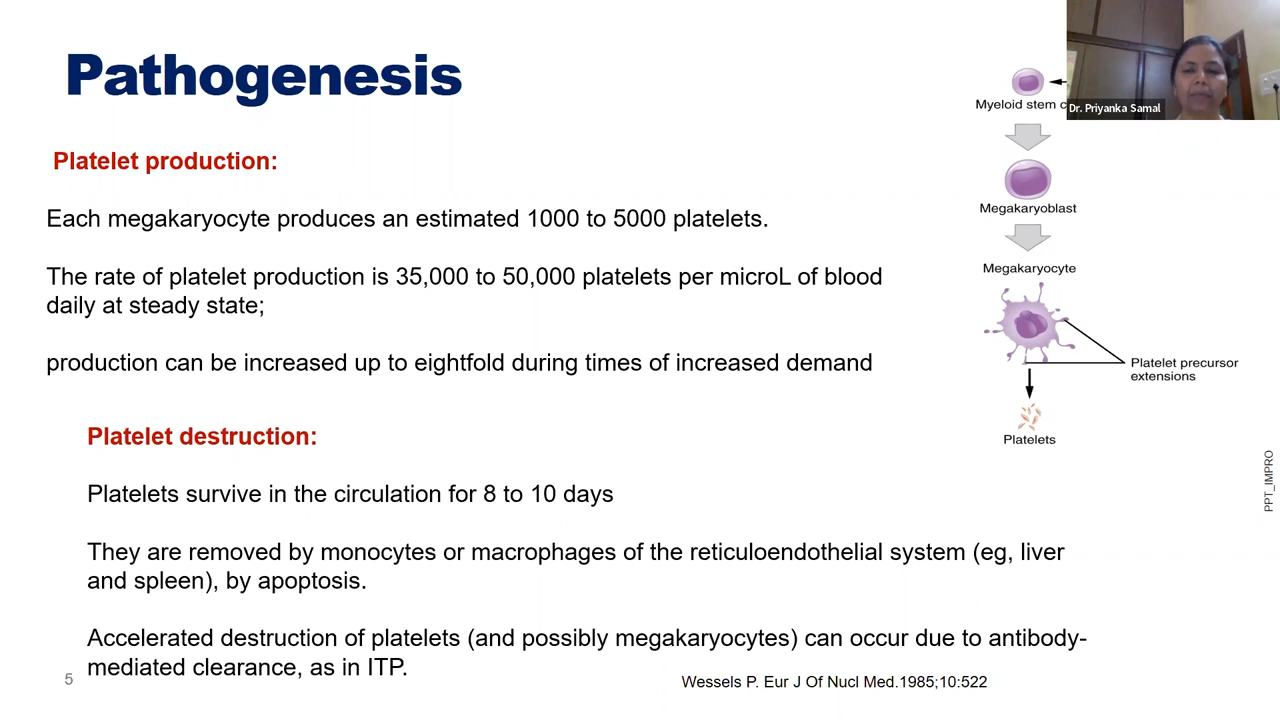 Pathogenesis
Platelet production:
Each megakaryocyte produces an estimated 1000 to 5000 platelets.
The rate of platelet production is 35,000 to 50,000 platelets per microL of blood
daily at steady state;
production can be increased up to eightfold during times of increased demand
Platelet destruction:
Platelets survive in the circulation for 8 to 10 days
They are removed by monocytes or macrophages of the reticuloendothelial system (eg, liver
and spleen), by apoptosis.
Accelerated destruction of platelets (and possibly megakaryocytes) can occur due to antibody-
mediated clearance, as in ITP.
5
Wessels P. Eur J Of Nucl Med.1985;10:522
Myeloid stem c
Megakaryoblast
Megakaryocyte
Platelet precursor
extensions
Platelets
Dr. Priyanka Samal
PPT_IMPRO